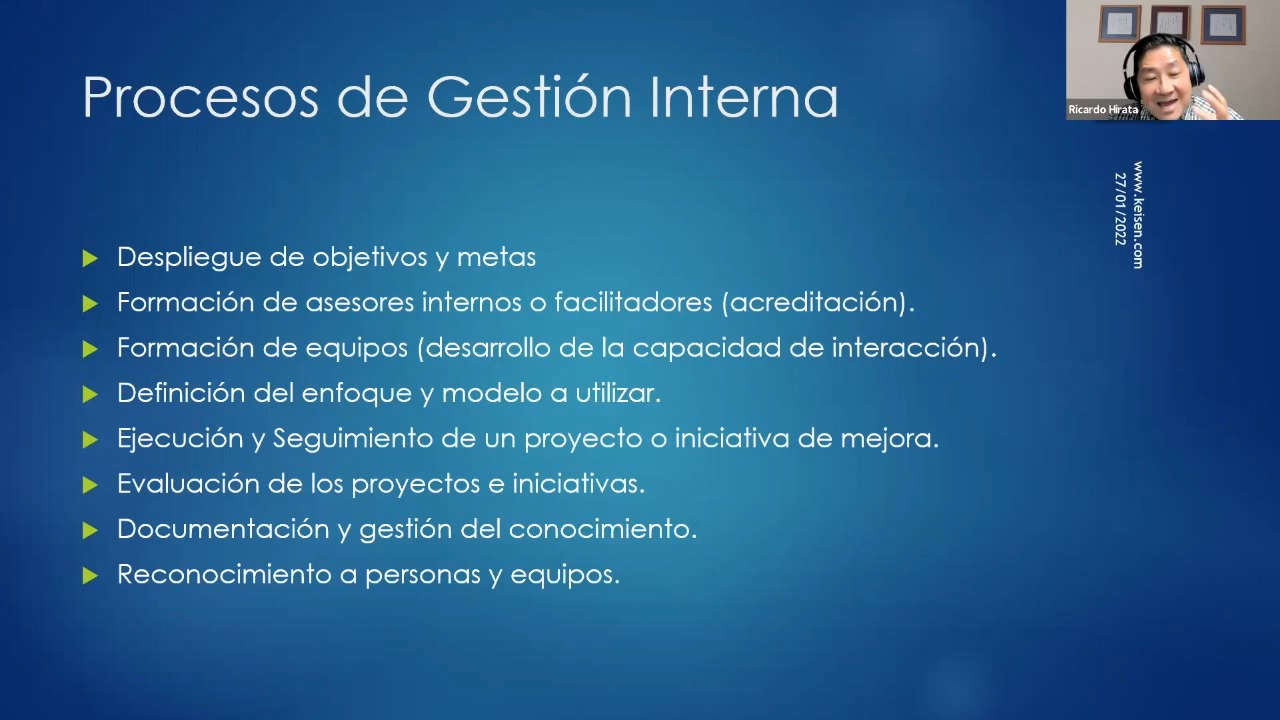 Procesos de Gestión Interna
Ricardo Hirata
www.keisen.com
27/01/2022
Despliegue de objetivos y metas
Formación de asesores internos o facilitadores (acreditación).
Formación de equipos (desarrollo de la capacidad de interacción).
Definición del enfoque y modelo a utilizar.
Ejecución y Seguimiento de un proyecto o iniciativa de mejora.
Evaluación de los proyectos e iniciativas.
Documentación y gestión del conocimiento.
Reconocimiento a personas y equipos.